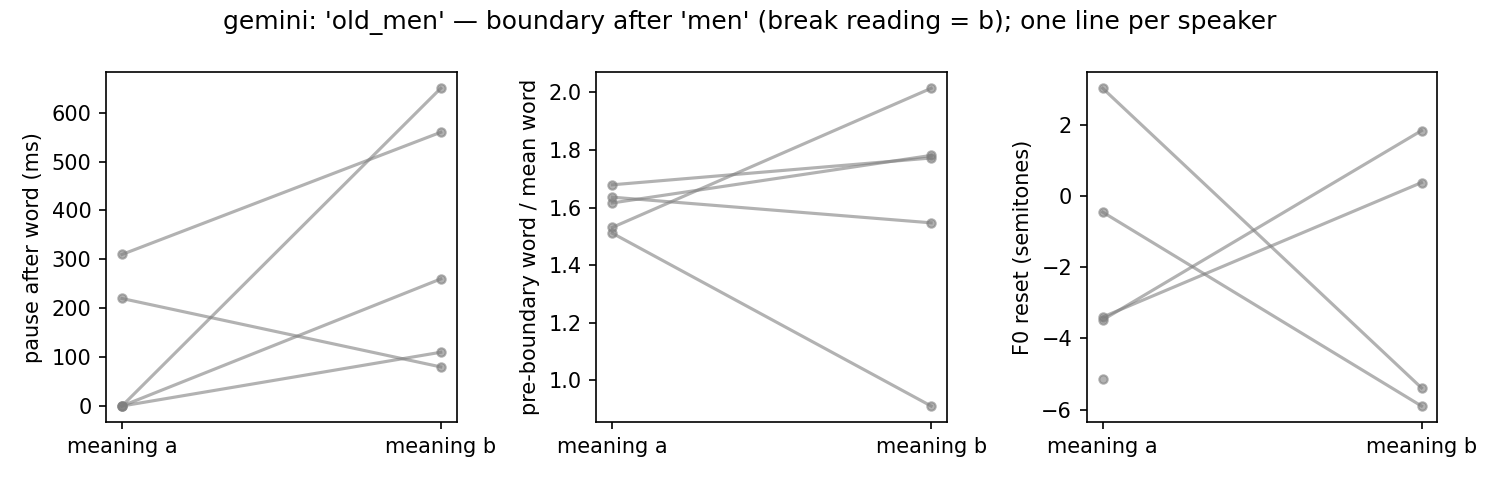 gemini: 'old_men' — boundary after 'men' (break reading = b); one line per speaker
pause after word (ms)
600
500
400
300
200
100
0
meaning a
meaning b
pre-boundary word / mean word
2.0
1.8
1.6
1.4
1.2
1.0
meaning a
meaning b
F0 reset (semitones)
2
0
−2
−4
−6
meaning a
meaning b